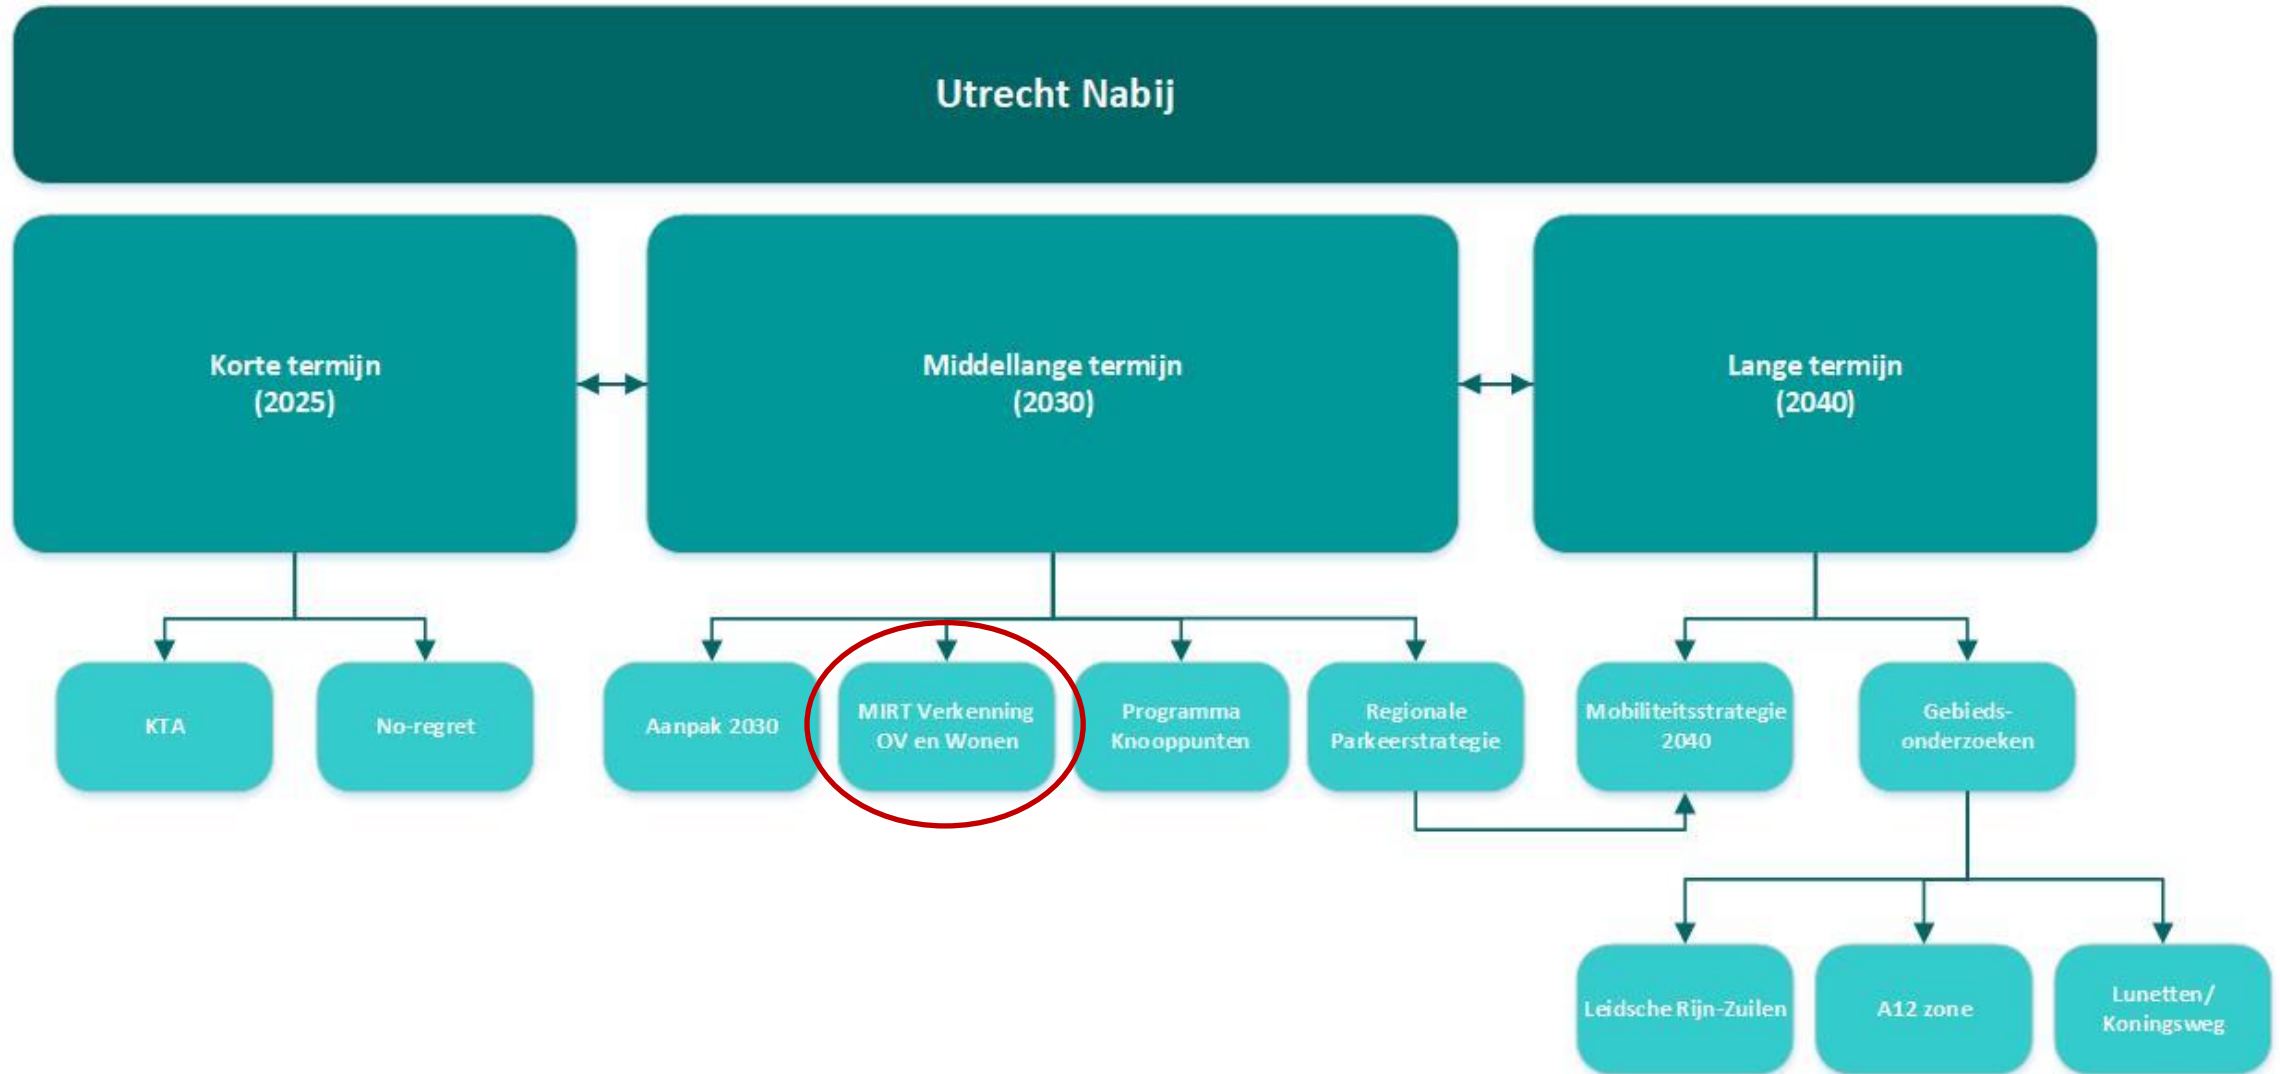 Utrecht Nabij
Korte termijn
(2025)
Middellange termijn
(2030)
Lange termijn
(2040)
KTA
No-regret
Aanpak 2030
MIRT Verkenning
OV en Wonen
Programma
Knooppunten
Regionale
Parkeerstrategie
Mobiliteitsstrategie
2040
Gebieds-
onderzoeken
Leidsche Rijn-Zuilen
A12 zone
Lunetten/
Koningsweg